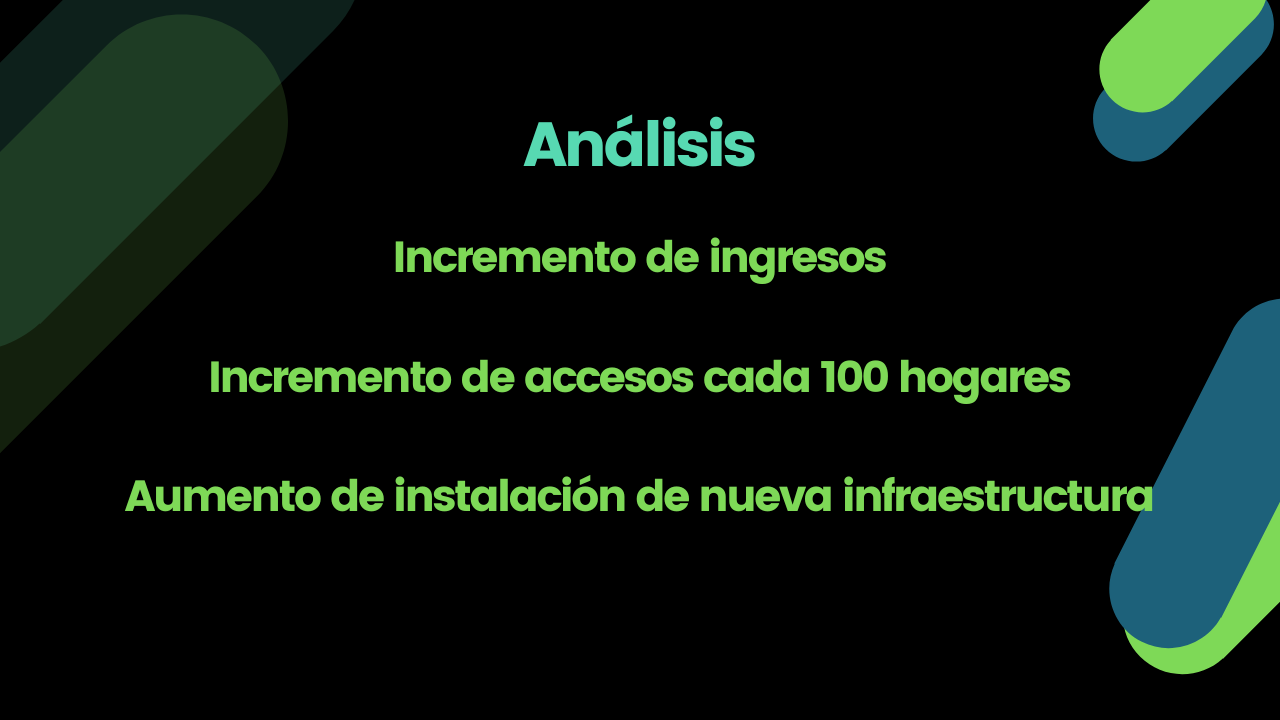 Análisis
Incremento de ingresos
Incremento de accesos cada 100 hogares
Aumento de instalación de nueva infraestructura